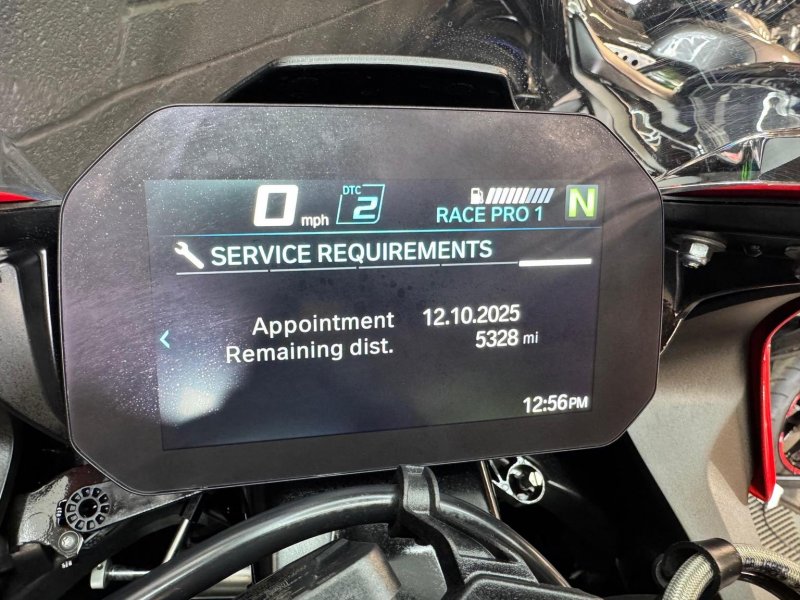 0 mph DTC 2 RACE PRO 1 N
SERVICE REQUIREMENTS
Appointment 12.10.2025
Remaining dist. 5328 mi
12:56PM